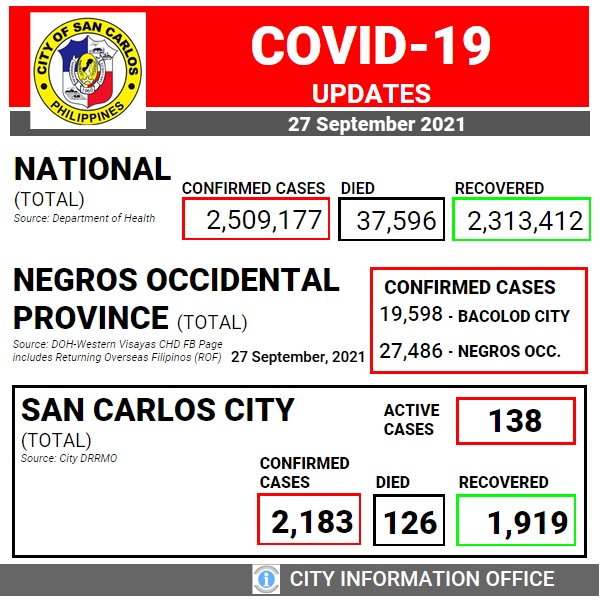 CITY OF SAN CARLOS
PHILIPPINES
COVID-19
UPDATES
27 September 2021
NATIONAL
(TOTAL)
Source: Department of Health
CONFIRMED CASES
2,509,177
DIED
37,596
RECOVERED
2,313,412
NEGROS OCCIDENTAL
PROVINCE (TOTAL)
Source: DOH-Western Visayas CHD FB Page
includes Returning Overseas Filipinos (ROF)
27 September, 2021
CONFIRMED CASES
19,598 - BACOLOD CITY
27,486 - NEGROS OCC.
SAN CARLOS CITY
(TOTAL)
Source: City DRRMO
ACTIVE
CASES
138
CONFIRMED
CASES
2,183
DIED
126
RECOVERED
1,919
i CITY INFORMATION OFFICE